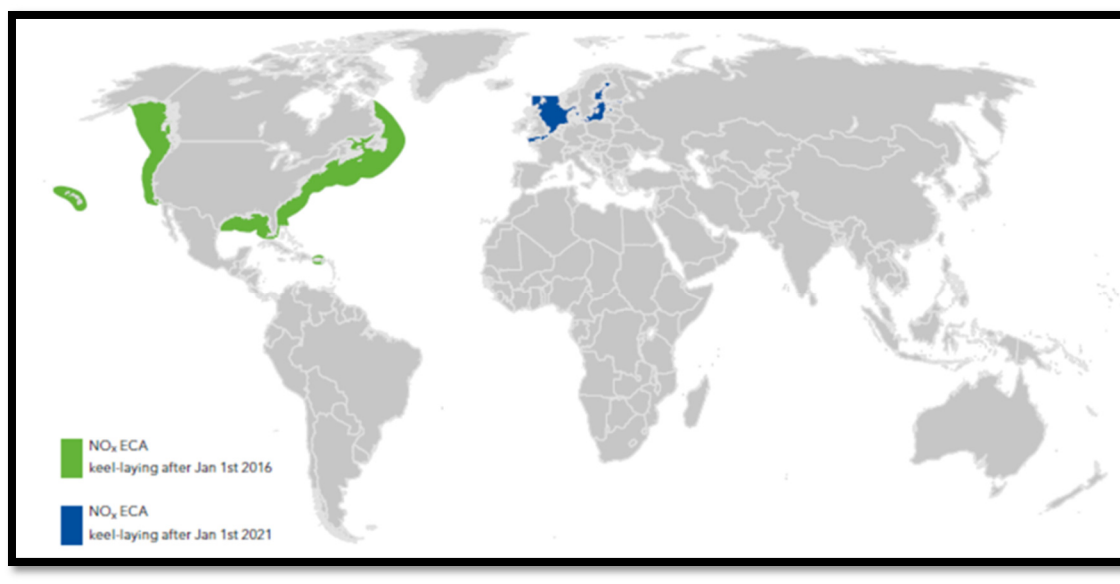 NOₓ ECA
keel-laying after Jan 1st 2016
NOₓ ECA
keel-laying after Jan 1st 2021